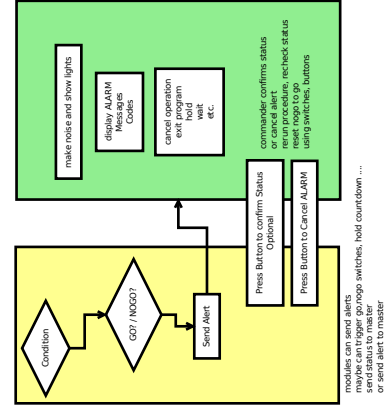 make noise and show lights
display ALARM
Messages
Codes
cancel operation
exit program
hold
wait
etc.
commander confirms status
or cancel alert
rerun procedure, recheck status
reset nogo to go
using switches, buttons
Condition
GO? / NOGO?
Send Alert
Press Button to confirm Status
Optional
Press Button to Cancel ALARM
modules can send alerts
maybe can trigger go,nogo switches, hold countdown ....
send status to master
or send alert to master